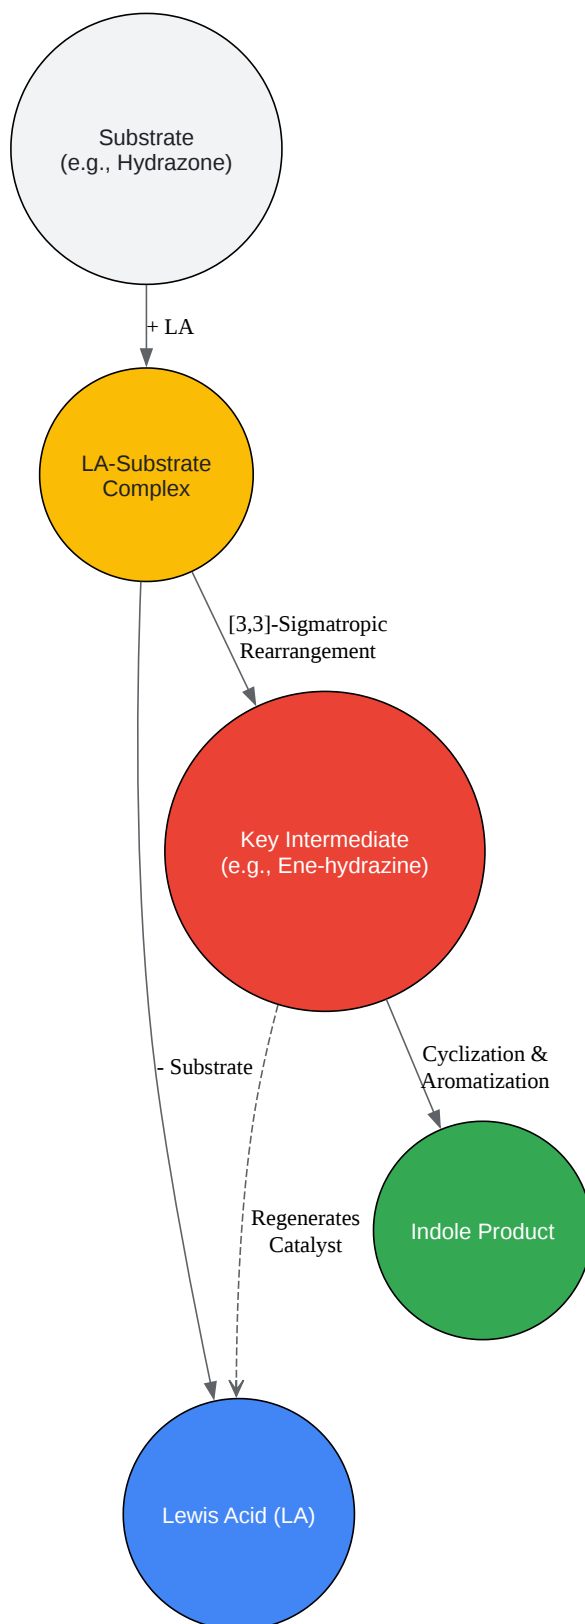 Substrate
(e.g., Hydrazone)
+ LA
LA-Substrate
Complex
[3,3]-Sigmatropic
Rearrangement
Key Intermediate
(e.g., Ene-hydrazine)
Cyclization &
Aromatization
- Substrate
Regenerates
Catalyst
Indole Product
Lewis Acid (LA)